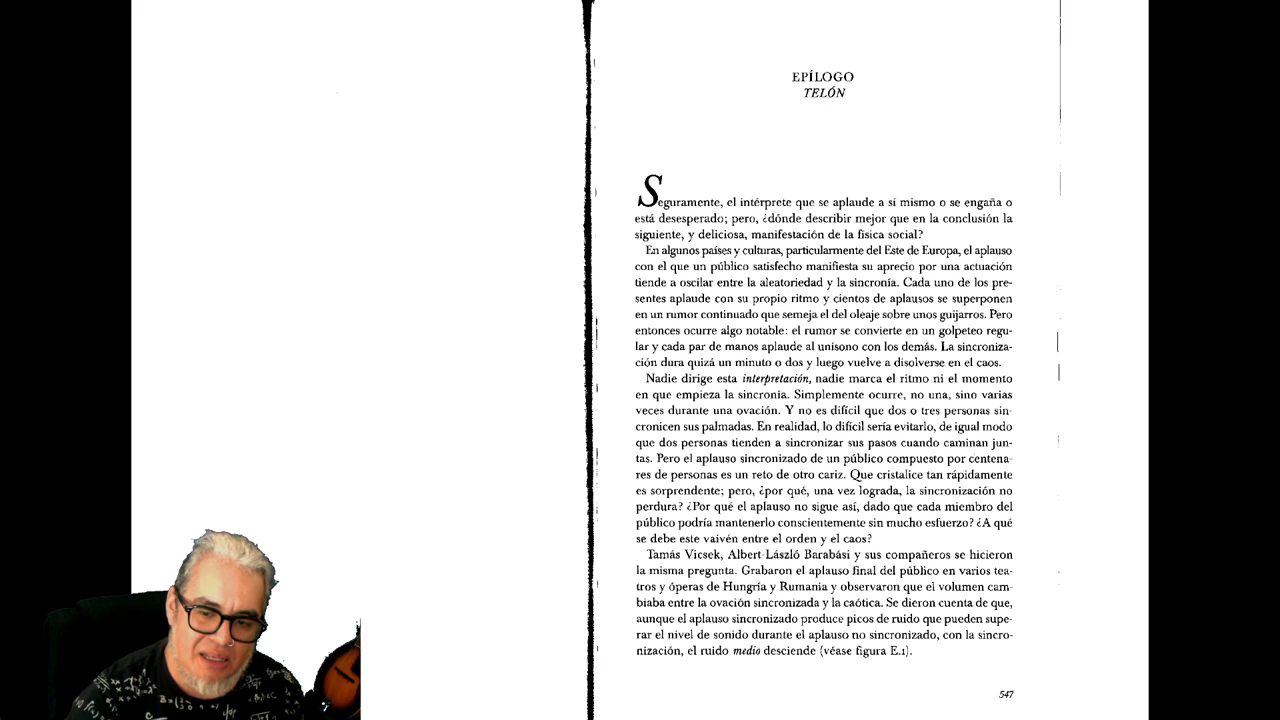 EPÍLOGO
TELÓN
Seguramente, el intérprete que se aplaude a sí mismo o se engaña o
está desesperado; pero, ¿dónde describir mejor que en la conclusión la
siguiente, y deliciosa, manifestación de la física social?
En algunos países y culturas, particularmente del Este de Europa, el aplauso
con el que un público satisfecho manifiesta su aprecio por una actuación
tiende a oscilar entre la aleatoriedad y la sincronía. Cada uno de los pre-
sentes aplaude con su propio ritmo y cientos de aplausos se superponen
en un rumor continuado que semeja el del oleaje sobre unos guijarros. Pero
entonces ocurre algo notable: el rumor se convierte en un golpeteo regu-
lar y cada par de manos aplaude al unísono con los demás. La sincroniza-
ción dura quizá un minuto o dos y luego vuelve a disolverse en el caos.
Nadie dirige esta interpretación, nadie marca el ritmo ni el momento
en que empieza la sincronía. Simplemente ocurre, no una, sino varias
veces durante una ovación. Y no es difícil que dos o tres personas sin-
cronicen sus palmadas. En realidad, lo difícil sería evitarlo, de igual modo
que dos personas tienden a sincronizar sus pasos cuando caminan jun-
tas. Pero el aplauso sincronizado de un público compuesto por centena-
res de personas es un reto de otro cariz. Que cristalice tan rápidamente
es sorprendente; pero, ¿por qué, una vez lograda, la sincronización no
perdura? ¿Por qué el aplauso no sigue así, dado que cada miembro del
público podría mantenerlo conscientemente sin mucho esfuerzo? ¿A qué
se debe este vaivén entre el orden y el caos?
Tamás Vicsek, Albert-László Barabási y sus compañeros se hicieron
la misma pregunta. Grabaron el aplauso final del público en varios tea-
tros y óperas de Hungría y Rumania y observaron que el volumen cam-
biaba entre la ovación sincronizada y la caótica. Se dieron cuenta de que,
aunque el aplauso sincronizado produce picos de ruido que pueden supe-
rar el nivel de sonido durante el aplauso no sincronizado, con la sincro-
nización, el ruido medio desciende (véase figura E.1).
547